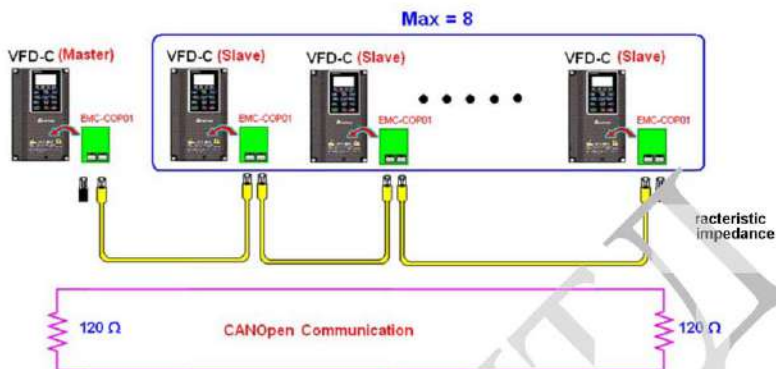 Max = 8
VFD-C (Master)
VFD-C (Slave)
VFD-C (Slave)
VFD-C (Slave)
EMC-COP01
EMC-COP01
EMC-COP01
EMC-COP01
racteristic
impedance
120 Ω
CANOpen Communication
120 Ω